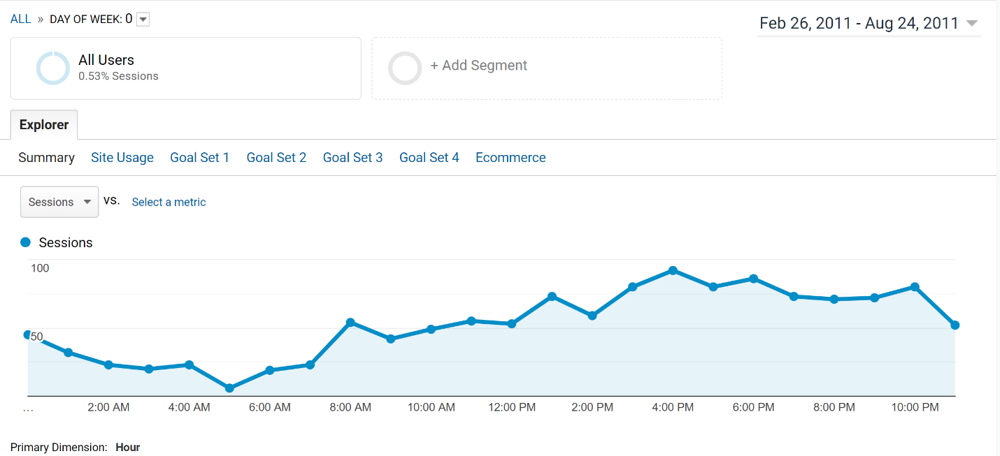 ALL » DAY OF WEEK: 0
Feb 26, 2011 - Aug 24, 2011
All Users
0.53% Sessions
+ Add Segment
Explorer
Summary Site Usage Goal Set 1 Goal Set 2 Goal Set 3 Goal Set 4 Ecommerce
Sessions vs. Select a metric
Sessions
100
50
... 2:00 AM 4:00 AM 6:00 AM 8:00 AM 10:00 AM 12:00 PM 2:00 PM 4:00 PM 6:00 PM 8:00 PM 10:00 PM
Primary Dimension: Hour